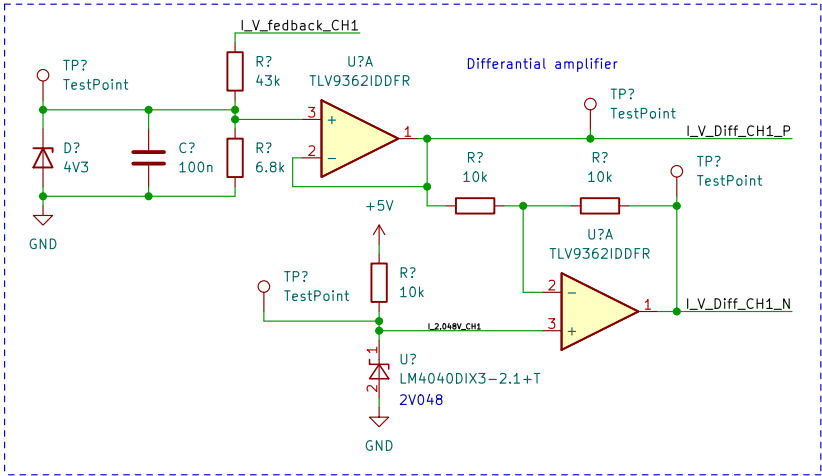 I_V_fedback_CH1
TP?
TestPoint
R?
43k
U?A
TLV9362IDDFR
Differantial amplifier
TP?
TestPoint
3
+
1
2
−
I_V_Diff_CH1_P
D?
4V3
C?
100n
R?
6.8k
R?
10k
R?
10k
TP?
TestPoint
GND
+5V
U?A
TLV9362IDDFR
TP?
TestPoint
R?
10k
2
−
1
3
+
I_V_Diff_CH1_N
I_2.048V_CH1
1
2
U?
LM4040DIX3-2.1+T
2V048
GND